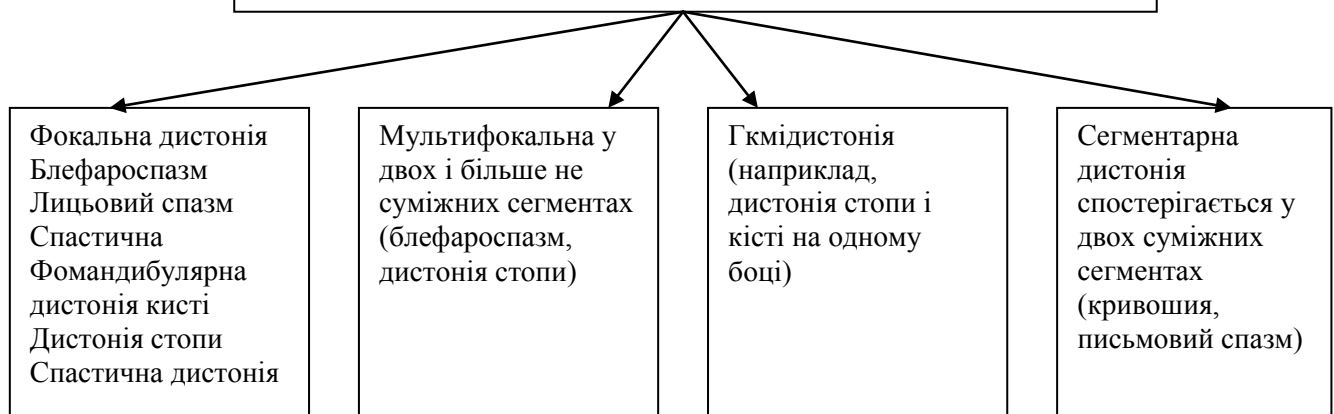 Фокальна дистонія
Блефароспазм
Лицьовий спазм
Спастична
Фомандибулярна
дистонія кисті
Дистонія стопи
Спастична дистонія
Мультифокальна у
двох і більше не
суміжних сегментах
(блефароспазм,
дистонія стопи)
Гкмідистонія
(наприклад,
дистонія стопи і
кісті на одному
боці)
Сегментарна
дистонія
спостерігається у
двох суміжних
сегментах
(кривошия,
письмовий спазм)